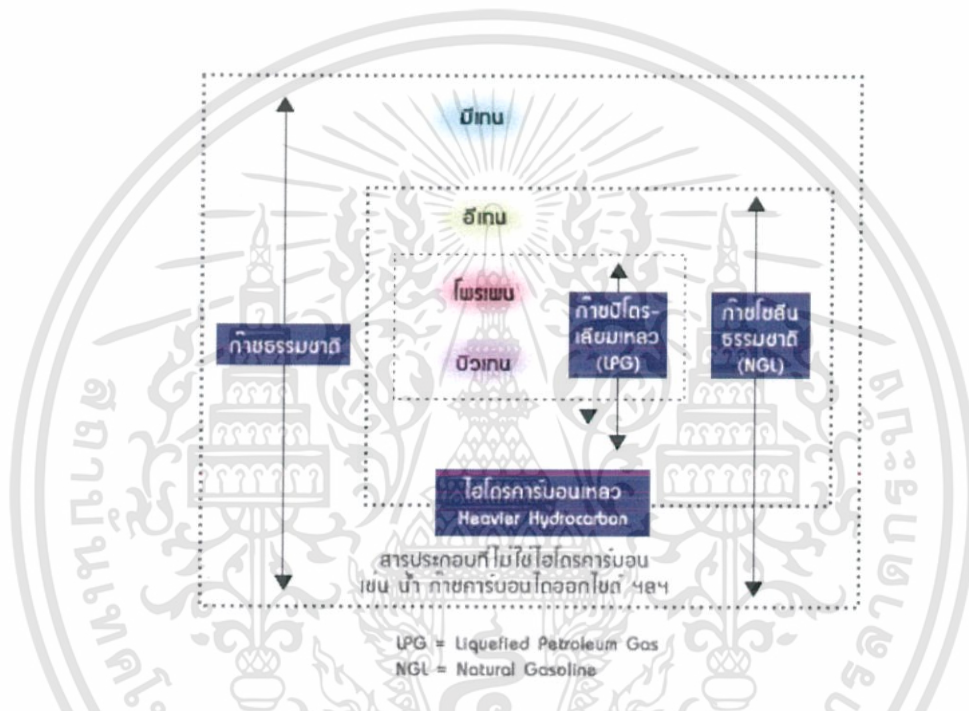 มีเทน
อีเทน
โพรเพน
บิวเทน
ก๊าซธรรมชาติ
ก๊าซปิโตร-
เลียมเหลว
(LPG)
ก๊าซโซลีน
ธรรมชาติ
(NGL)
ไฮโดรคาร์บอนเหลว
Heavier Hydrocarbon
สารประกอบที่ไม่ใช่ไฮโดรคาร์บอน
เช่น น้ำ ก๊าซคาร์บอนไดออกไซด์ ฯลฯ
LPG = Liquefied Petroleum Gas
NGL = Natural Gasoline